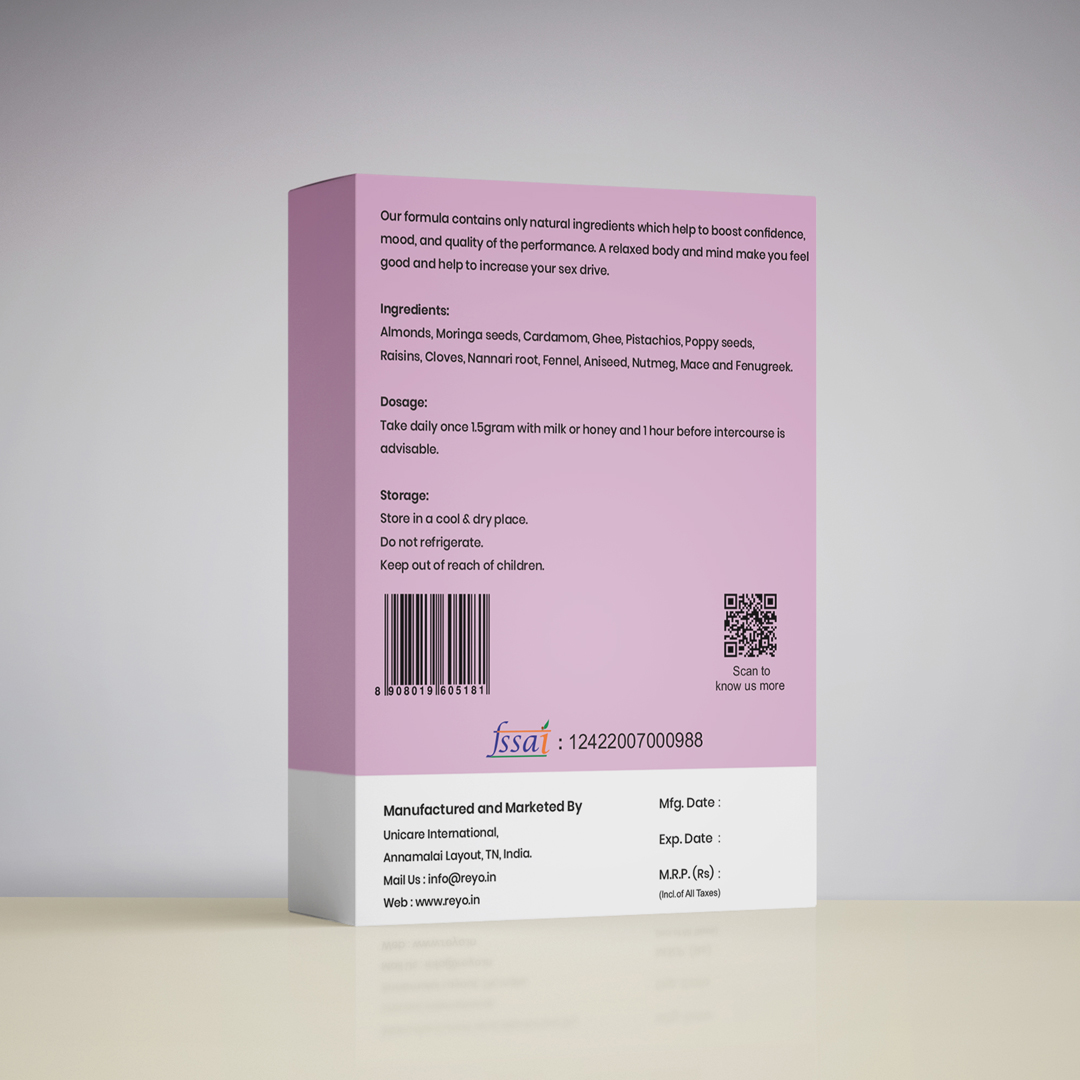 Our formula contains only natural ingredients which help to boost confidence,
mood, and quality of the performance. A relaxed body and mind make you feel
good and help to increase your sex drive.
Ingredients:
Almonds, Moringa seeds, Cardamom, Ghee, Pistachios, Poppy seeds,
Raisins, Cloves, Nannari root, Fennel, Aniseed, Nutmeg, Mace and Fenugreek.
Dosage:
Take daily once 1.5gram with milk or honey and 1 hour before intercourse is
advisable.
Storage:
Store in a cool & dry place.
Do not refrigerate.
Keep out of reach of children.
8 908019 605181
Scan to
know us more
fssai : 12422007000988
Manufactured and Marketed By
Unicare International,
Annamalai Layout, TN, India.
Mail Us : info@reyo.in
Web : www.reyo.in
Mfg. Date :
Exp. Date :
M.R.P. (Rs) :
(Incl.of All Taxes)